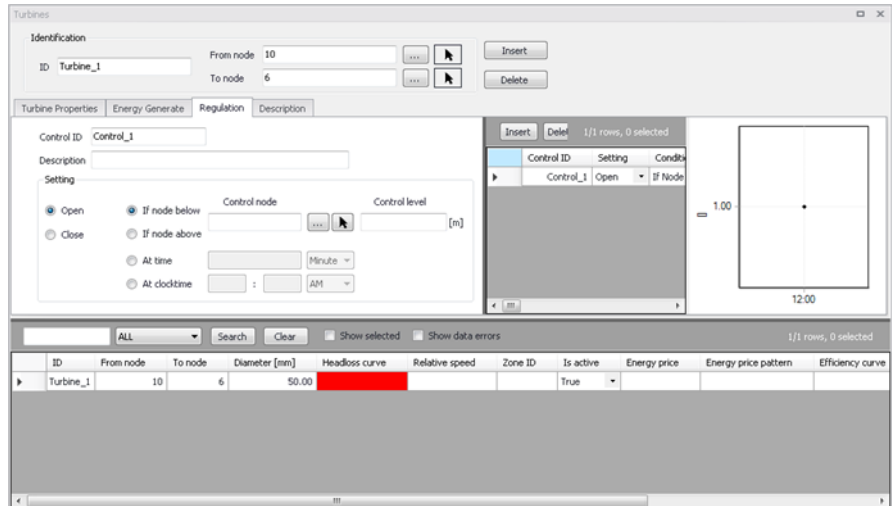 Turbines
Identification
ID Turbine_1
From node 10 ...
To node 6 ...
Insert
Delete
Turbine Properties Energy Generate Regulation Description
Control ID Control_1
Description
Setting
Open
Close
If node below
If node above
At time
At clocktime
Control node
...
Control level
[m]
Minute
:
AM
Insert Delet 1/1 rows, 0 selected
Control ID Setting Conditi
Control_1 Open If Node
1.00
12:00
ALL Search Clear Show selected Show data errors 1/1 rows, 0 selected
ID From node To node Diameter [mm] Headloss curve Relative speed Zone ID Is active Energy price Energy price pattern Efficiency curve
Turbine_1 10 6 50.00 True